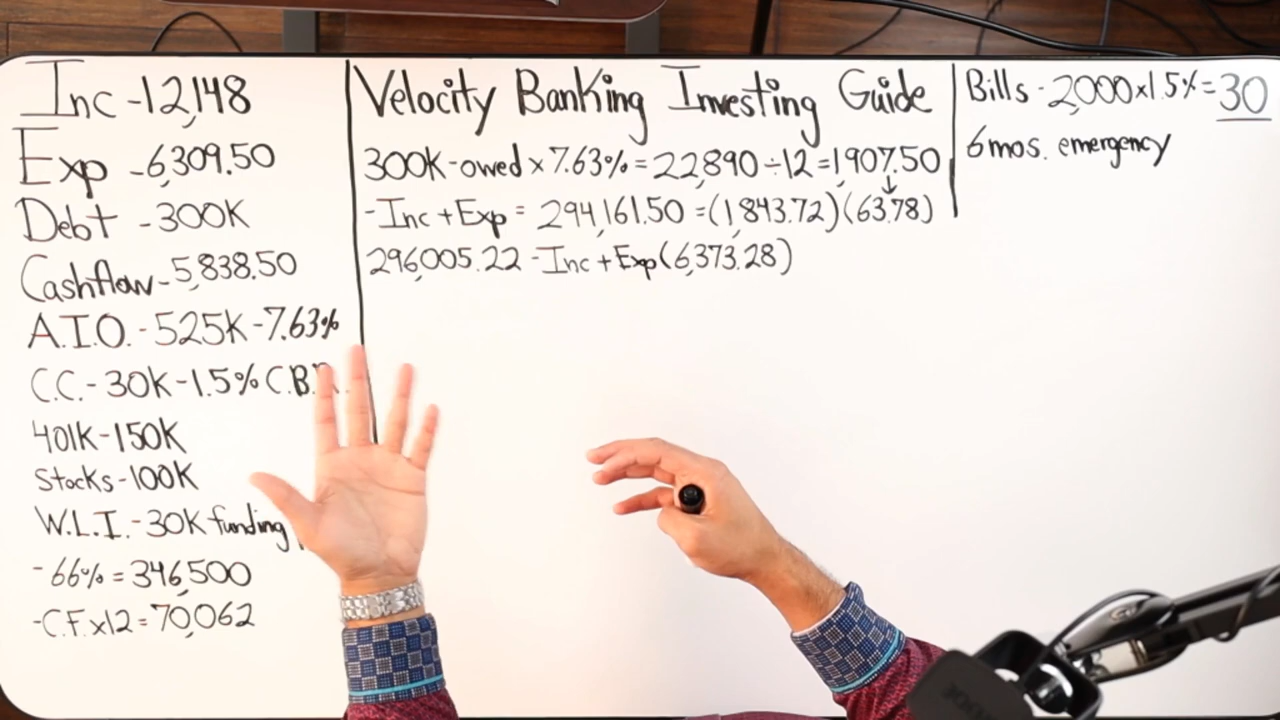 Inc -12,148
Exp -6,309.50
Debt -300K
Cashflow -5,838.50
A.I.O. -525K -7.63%
C.C. -30K -1.5% C.B.
401K -150K
Stocks -100K
W.L.I. -30K funding
-66% = 346,500
-C.F. x12 = 70,062
Velocity Banking Investing Guide
300K -owed x 7.63% = 22,890 ÷ 12 = 1,907.50
-Inc + Exp = 294,161.50 = (1,843.72) (63.78)
296,005.22 -Inc + Exp (6,373.28)
Bills - 2,000 x 1.5% = 30
6 mos. emergency